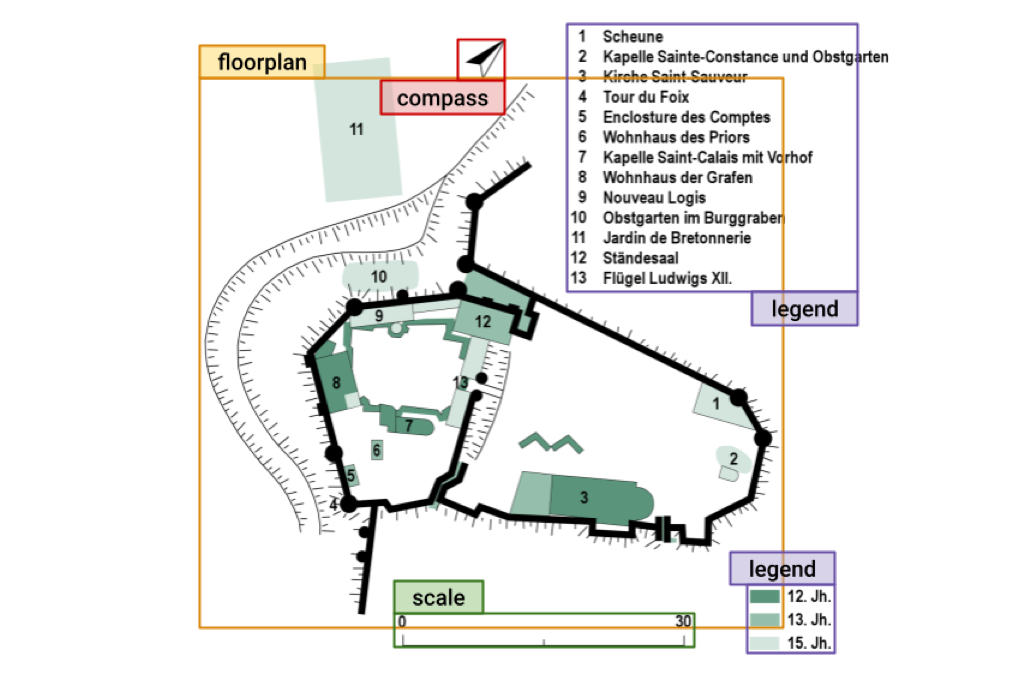 floorplan
compass
1 Scheune
2 Kapelle Sainte-Constance und Obstgarten
3 Kirche Saint Sauveur
4 Tour du Foix
5 Enclosture des Comptes
6 Wohnhaus des Priors
7 Kapelle Saint-Calais mit Vorhof
8 Wohnhaus der Grafen
9 Nouveau Logis
10 Obstgarten im Burggraben
11 Jardin de Bretonnerie
12 Ständesaal
13 Flügel Ludwigs XII.
legend
11
10
9
12
8
13
1
7
6
2
5
3
4
legend
12. Jh.
13. Jh.
15. Jh.
scale
0 30